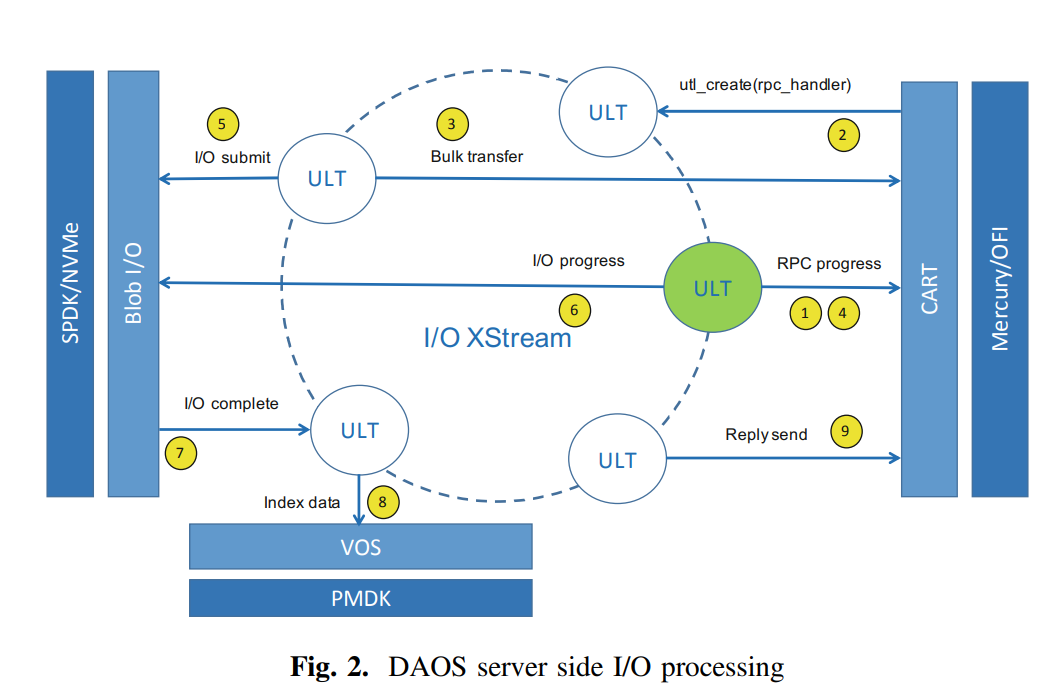 utl_create(rpc_handler)
ULT
2
5
3
I/O submit
Bulk transfer
ULT
SPDK/NVMe
Blob I/O
I/O progress
RPC progress
ULT
CART
Mercury/OFI
6
1
4
I/O XStream
I/O complete
7
ULT
Reply send
9
ULT
Index data
8
VOS
PMDK
Fig. 2. DAOS server side I/O processing